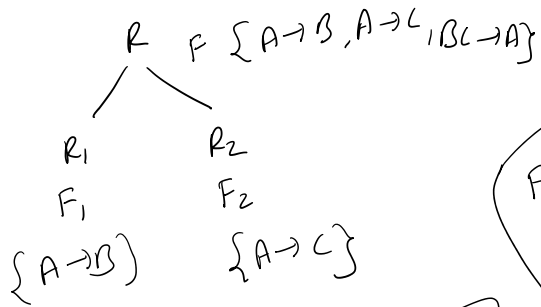 R F {A→B, A→C, BC→A}
R1 R2
F1 F2 F
{A→B} {A→C}